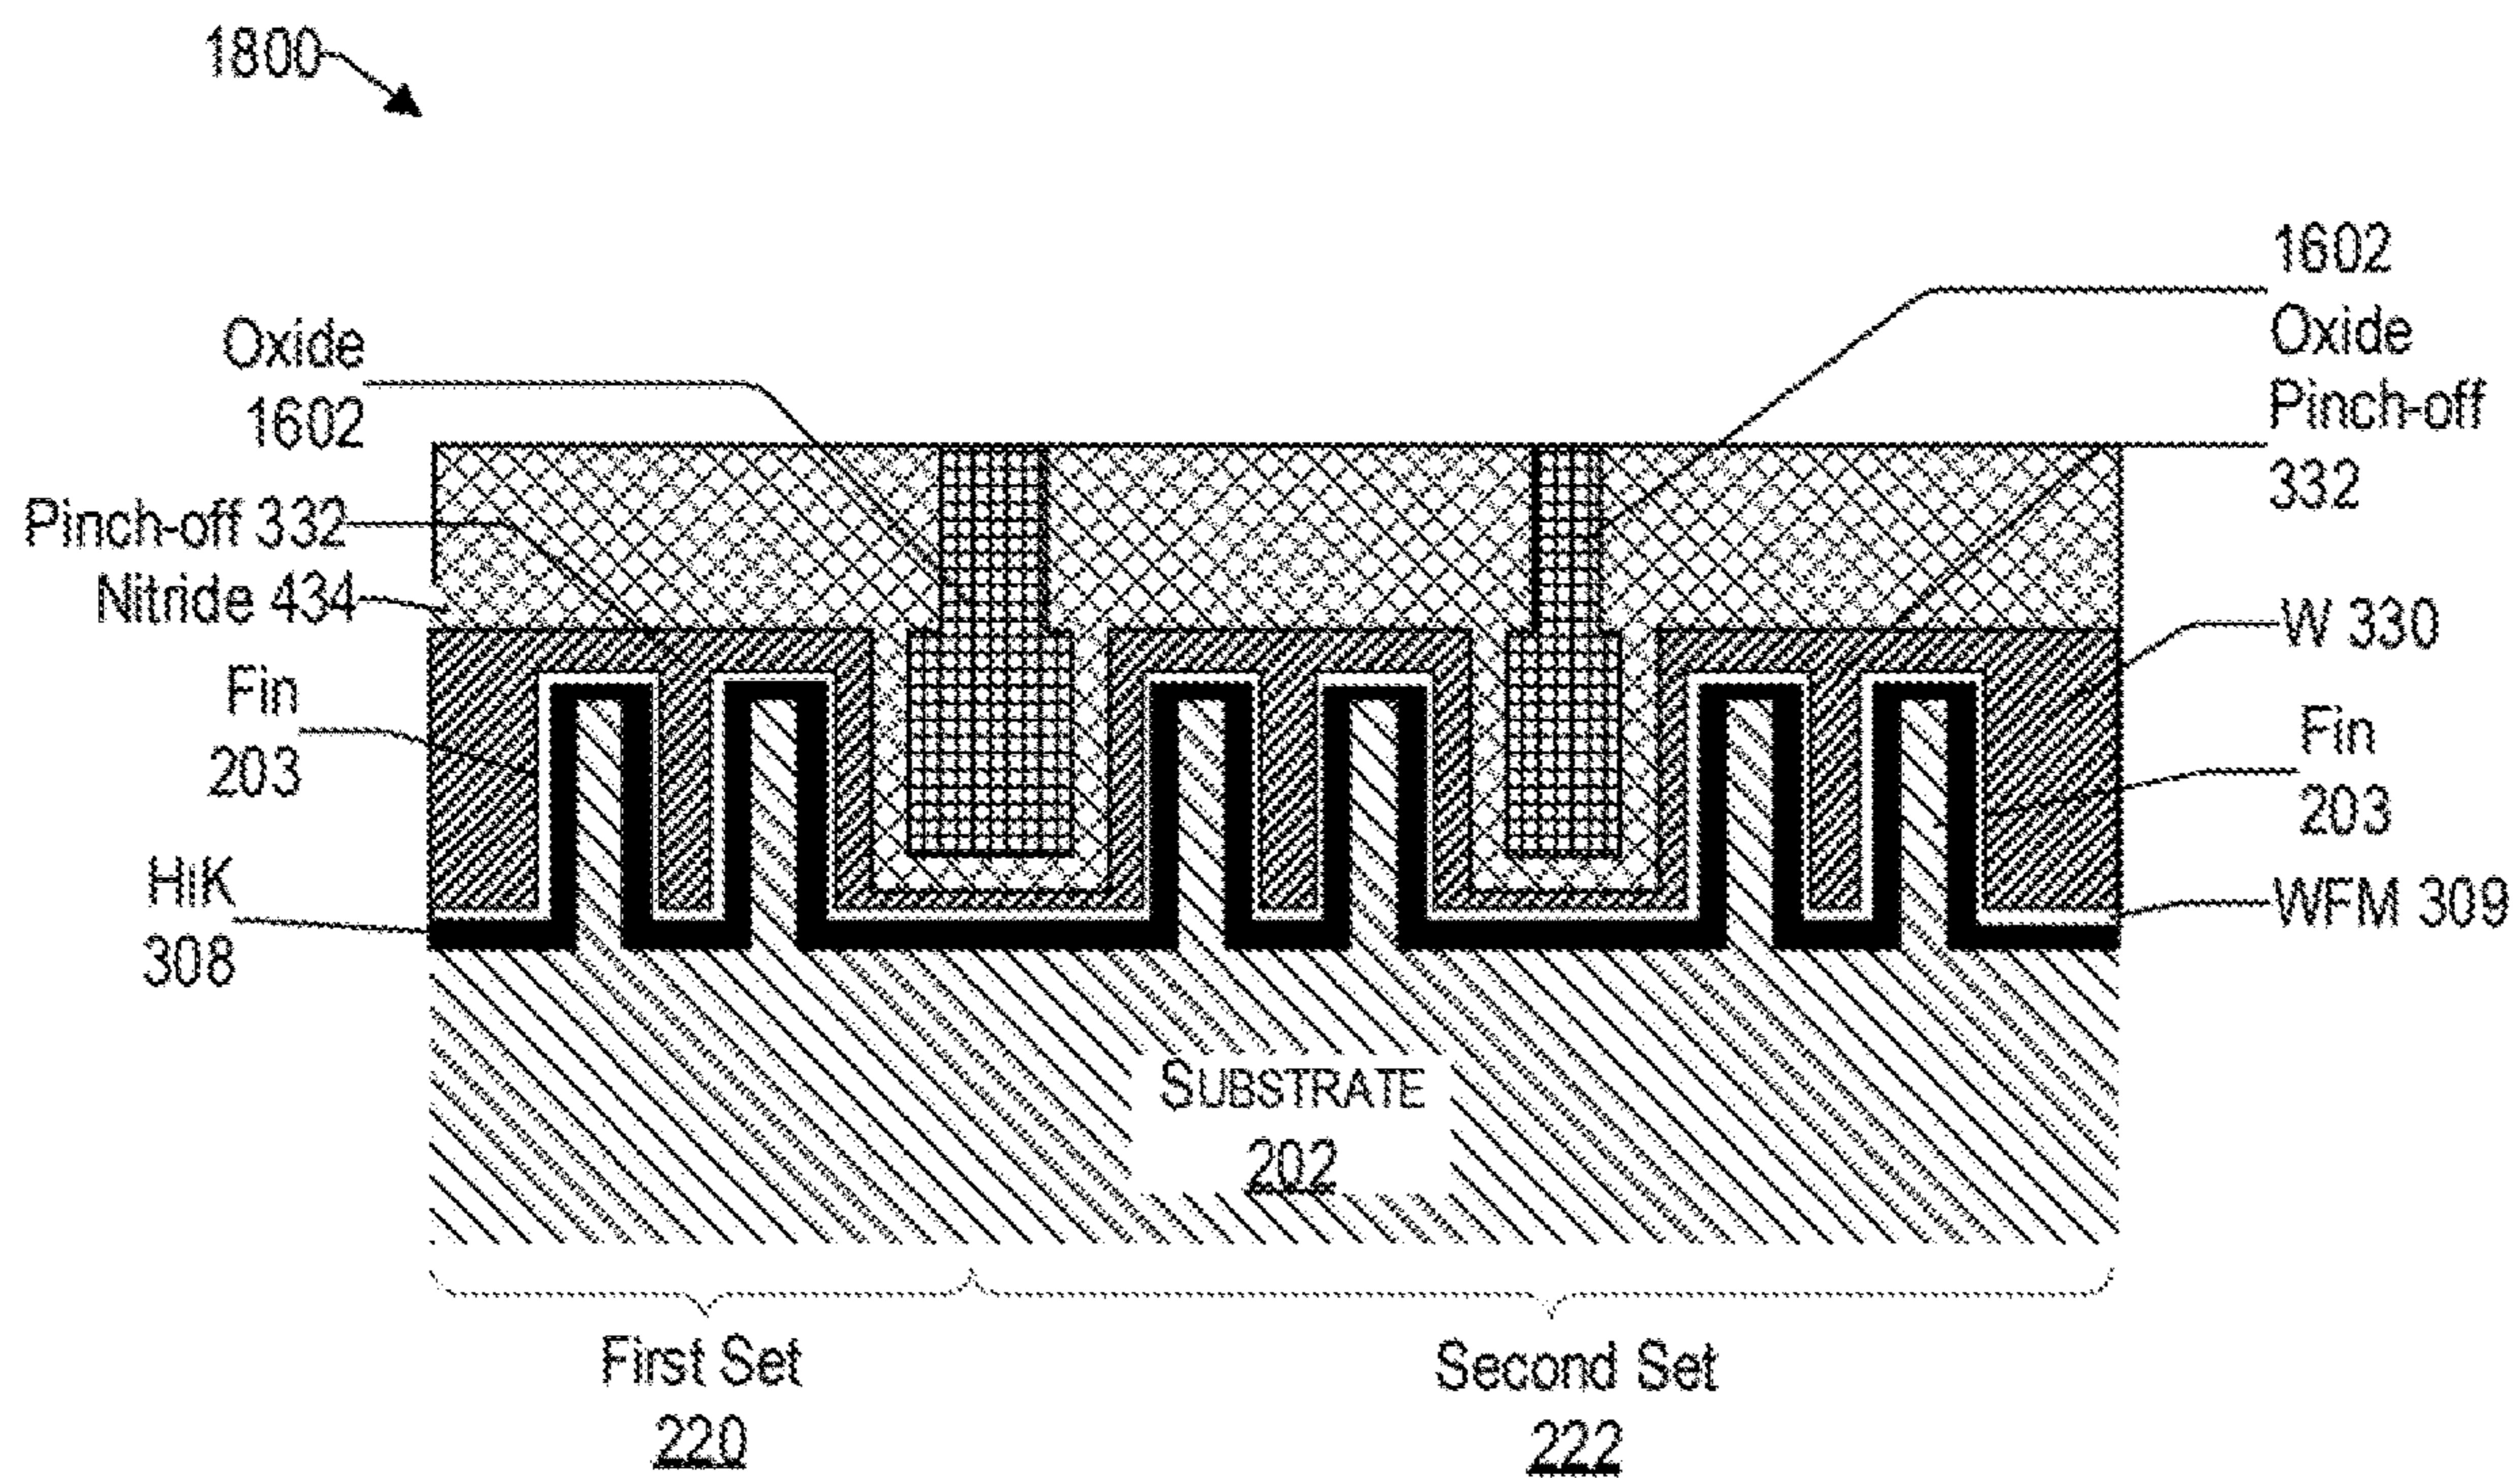 1800
1602
Oxide
Pinch-off
332
Oxide
1602
Pinch-off 332
Nitride 434
Fin
203
HiK
308
W 330
Fin
203
WFM 309
SUBSTRATE
202
First Set
220
Second Set
222